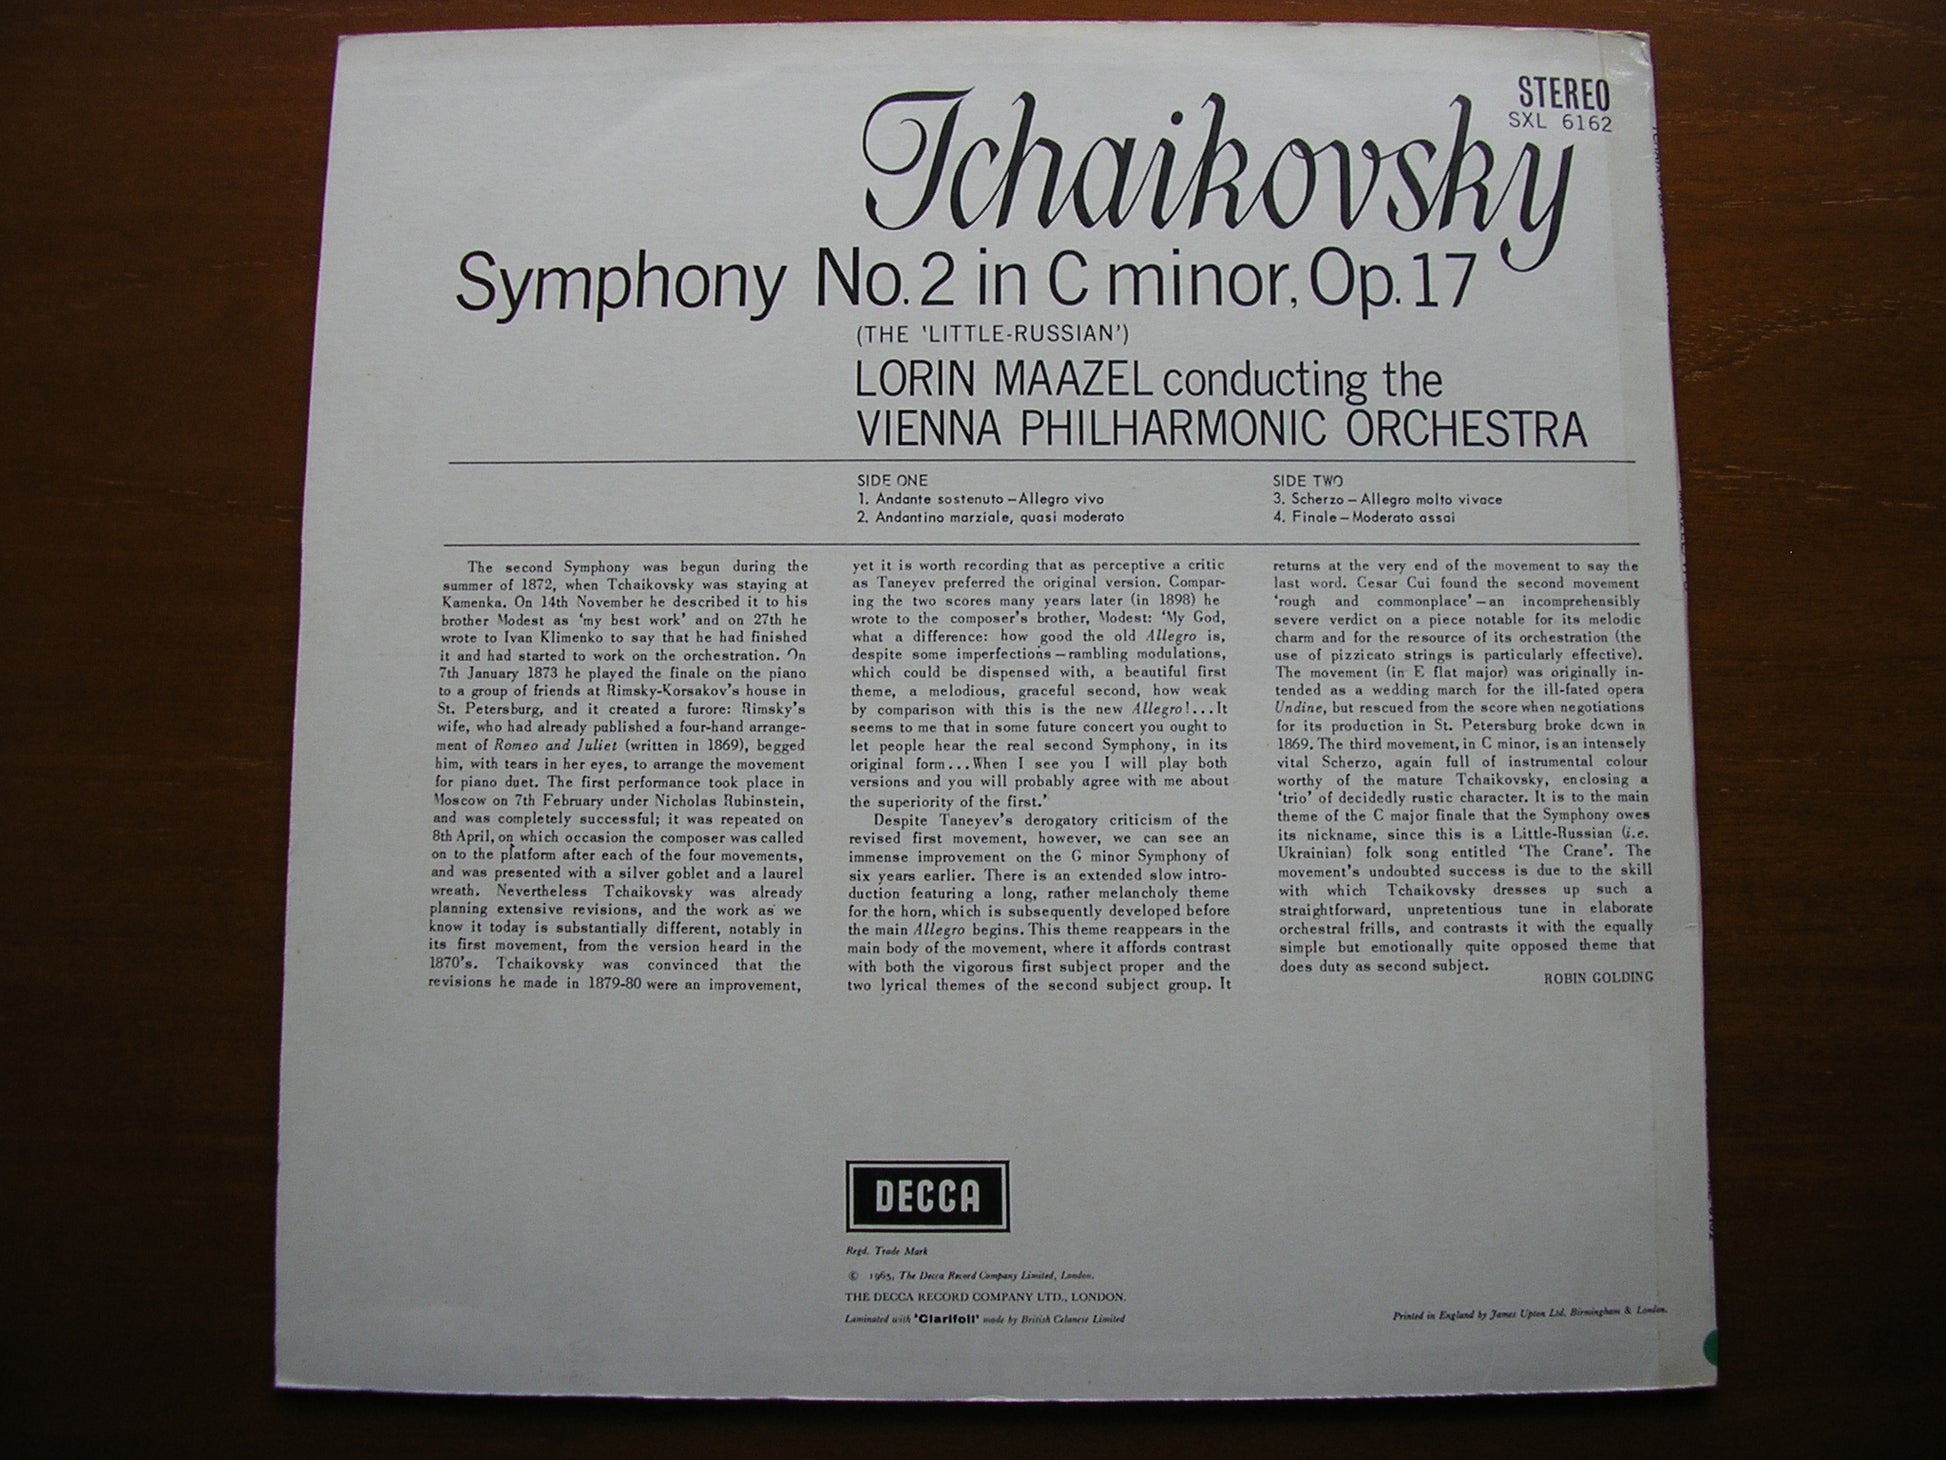 STEREO
SXL 6162
Tchaikovsky
Symphony No. 2 in C minor, Op. 17
(THE 'LITTLE-RUSSIAN')
LORIN MAAZEL conducting the
VIENNA PHILHARMONIC ORCHESTRA
SIDE ONE
1. Andante sostenuto – Allegro vivo
2. Andantino marziale, quasi moderato
SIDE TWO
3. Scherzo – Allegro molto vivace
4. Finale – Moderato assai
The second Symphony was begun during the
summer of 1872, when Tchaikovsky was staying at
Kamenka. On 14th November he described it to his
brother Modest as 'my best work' and on 27th he
wrote to Ivan Klimenko to say that he had finished
it and had started to work on the orchestration. On
7th January 1873 he played the finale on the piano
to a group of friends at Rimsky-Korsakov's house in
St. Petersburg, and it created a furore: Rimsky's
wife, who had already published a four-hand arrange-
ment of Romeo and Juliet (written in 1869), begged
him, with tears in her eyes, to arrange the movement
for piano duet. The first performance took place in
Moscow on 7th February under Nicholas Rubinstein,
and was completely successful; it was repeated on
8th April, on which occasion the composer was called
on to the platform after each of the four movements,
and was presented with a silver goblet and a laurel
wreath. Nevertheless Tchaikovsky was already
planning extensive revisions, and the work as we
know it today is substantially different, notably in
its first movement, from the version heard in the
1870's. Tchaikovsky was convinced that the
revisions he made in 1879-80 were an improvement,
yet it is worth recording that as perceptive a critic
as Taneyev preferred the original version. Compar-
ing the two scores many years later (in 1898) he
wrote to the composer's brother, Modest: 'My God,
what a difference: how good the old Allegro is,
despite some imperfections – rambling modulations,
which could be dispensed with, a beautiful first
theme, a melodious, graceful second, how weak
by comparison with this is the new Allegro!...It
seems to me that in some future concert you ought to
let people hear the real second Symphony, in its
original form...When I see you I will play both
versions and you will probably agree with me about
the superiority of the first.'
Despite Taneyev's derogatory criticism of the
revised first movement, however, we can see an
immense improvement on the G minor Symphony of
six years earlier. There is an extended slow intro-
duction featuring a long, rather melancholy theme
for the horn, which is subsequently developed before
the main Allegro begins. This theme reappears in the
main body of the movement, where it affords contrast
with both the vigorous first subject proper and the
two lyrical themes of the second subject group. It
returns at the very end of the movement to say the
last word. Cesar Cui found the second movement
'rough and commonplace' – an incomprehensibly
severe verdict on a piece notable for its melodic
charm and for the resource of its orchestration (the
use of pizzicato strings is particularly effective).
The movement (in E flat major) was originally in-
tended as a wedding march for the ill-fated opera
Undine, but rescued from the score when negotiations
for its production in St. Petersburg broke down in
1869. The third movement, in C minor, is an intensely
vital Scherzo, again full of instrumental colour
worthy of the mature Tchaikovsky, enclosing a
'trio' of decidedly rustic character. It is to the main
theme of the C major finale that the Symphony owes
its nickname, since this is a Little-Russian (i.e.
Ukrainian) folk song entitled 'The Crane'. The
movement's undoubted success is due to the skill
with which Tchaikovsky dresses up such a
straightforward, unpretentious tune in elaborate
orchestral frills, and contrasts it with the equally
simple but emotionally quite opposed theme that
does duty as second subject.
ROBIN GOLDING
DECCA
Regd. Trade Mark
© 1965, The Decca Record Company Limited, London.
THE DECCA RECORD COMPANY LTD., LONDON.
Laminated with 'Clarifoil' made by British Celanese Limited
Printed in England by James Upton Ltd. Birmingham & London.